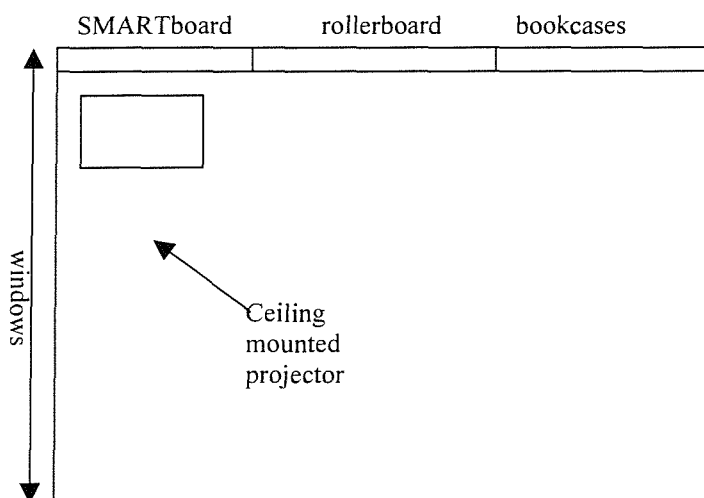 SMARTboard rollerboard bookcases
windows
Ceiling
mounted
projector